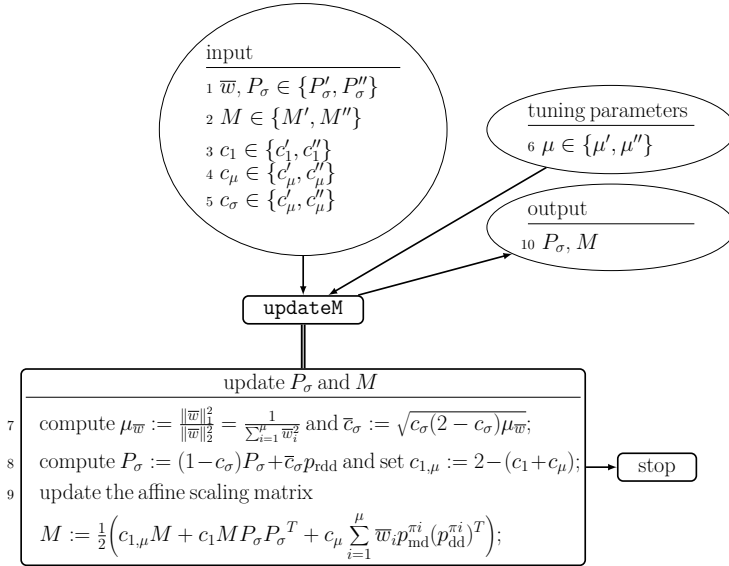 input
1 w̅, P_σ ∈ {P′_σ, P″_σ}
2 M ∈ {M′, M″}
3 c_1 ∈ {c′_1, c″_1}
4 c_μ ∈ {c′_μ, c″_μ}
5 c_σ ∈ {c′_μ, c″_μ}
tuning parameters
6 μ ∈ {μ′, μ″}
output
10 P_σ, M
updateM
update P_σ and M
7 compute μ_w̅ := ‖w̅‖_1^2 / ‖w̅‖_2^2 = 1 / ∑_{i=1}^μ w̅_i^2 and c̅_σ := √(c_σ(2 − c_σ)μ_w̅);
8 compute P_σ := (1−c_σ)P_σ+c̅_σ p_rdd and set c_{1,μ} := 2−(c_1+c_μ);
9 update the affine scaling matrix
M := 1/2 (c_{1,μ}M + c_1 M P_σ P_σ^T + c_μ ∑_{i=1}^μ w̅_i p_md^{πi} (p_dd^{πi})^T);
stop